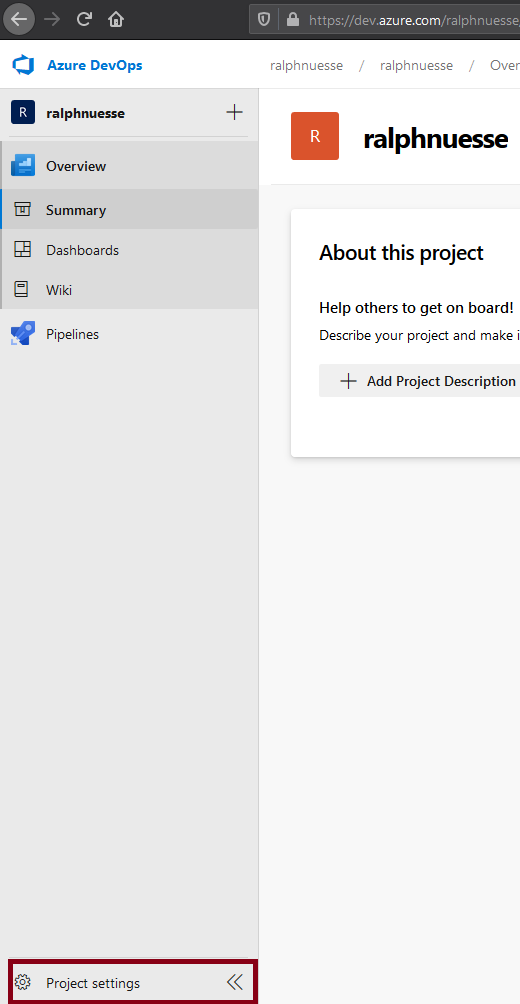 https://dev.azure.com/ralphnuesse
Azure DevOps
ralphnuesse / ralphnuesse / Over
R ralphnuesse
R ralphnuesse
Overview
Summary
Dashboards
Wiki
Pipelines
About this project
Help others to get on board!
Describe your project and make i
Add Project Description
Project settings